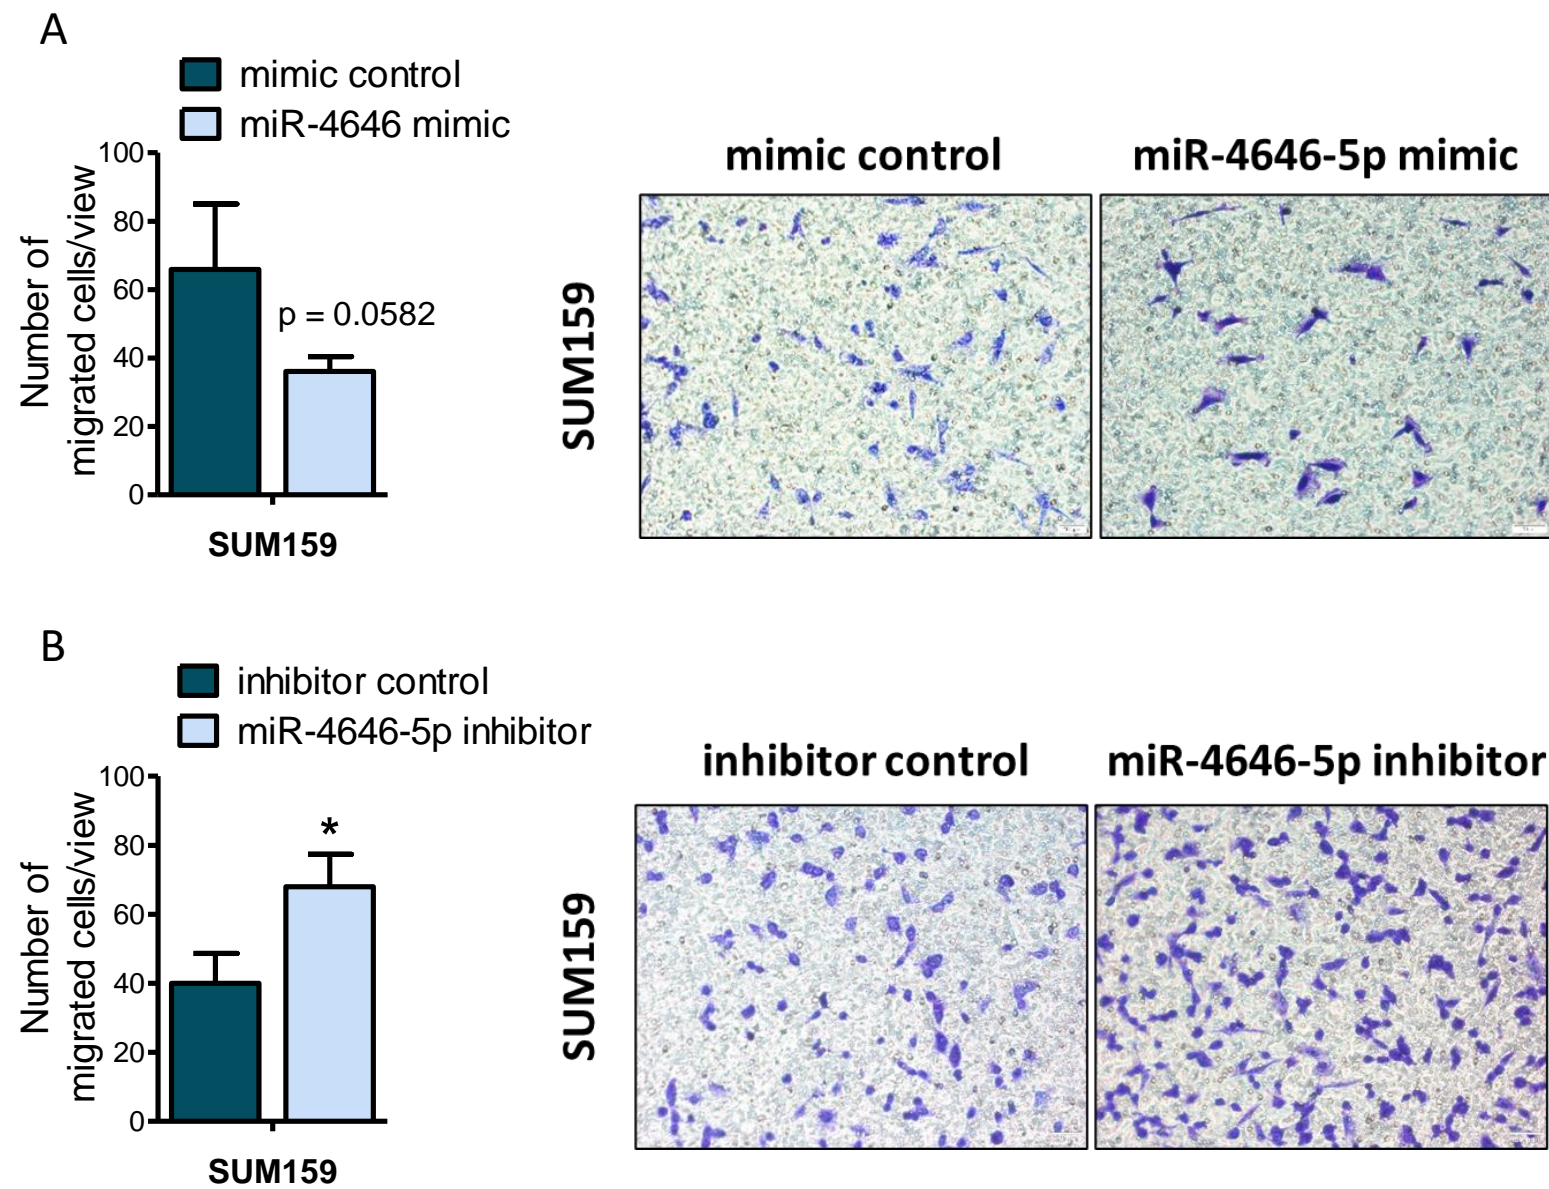 A
mimic control
miR-4646 mimic
100
80
60
40
20
0
Number of
migrated cells/view
p = 0.0582
SUM159
mimic control
miR-4646-5p mimic
SUM159
B
inhibitor control
miR-4646-5p inhibitor
100
80
60
40
20
0
Number of
migrated cells/view
*
SUM159
inhibitor control
miR-4646-5p inhibitor
SUM159